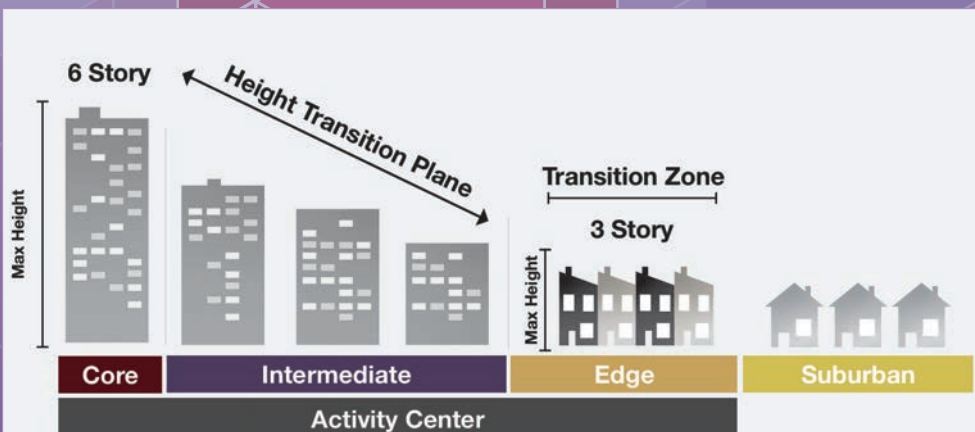 6 Story
Height Transition Plane
Max Height
Transition Zone
3 Story
Max Height
Core
Intermediate
Edge
Suburban
Activity Center